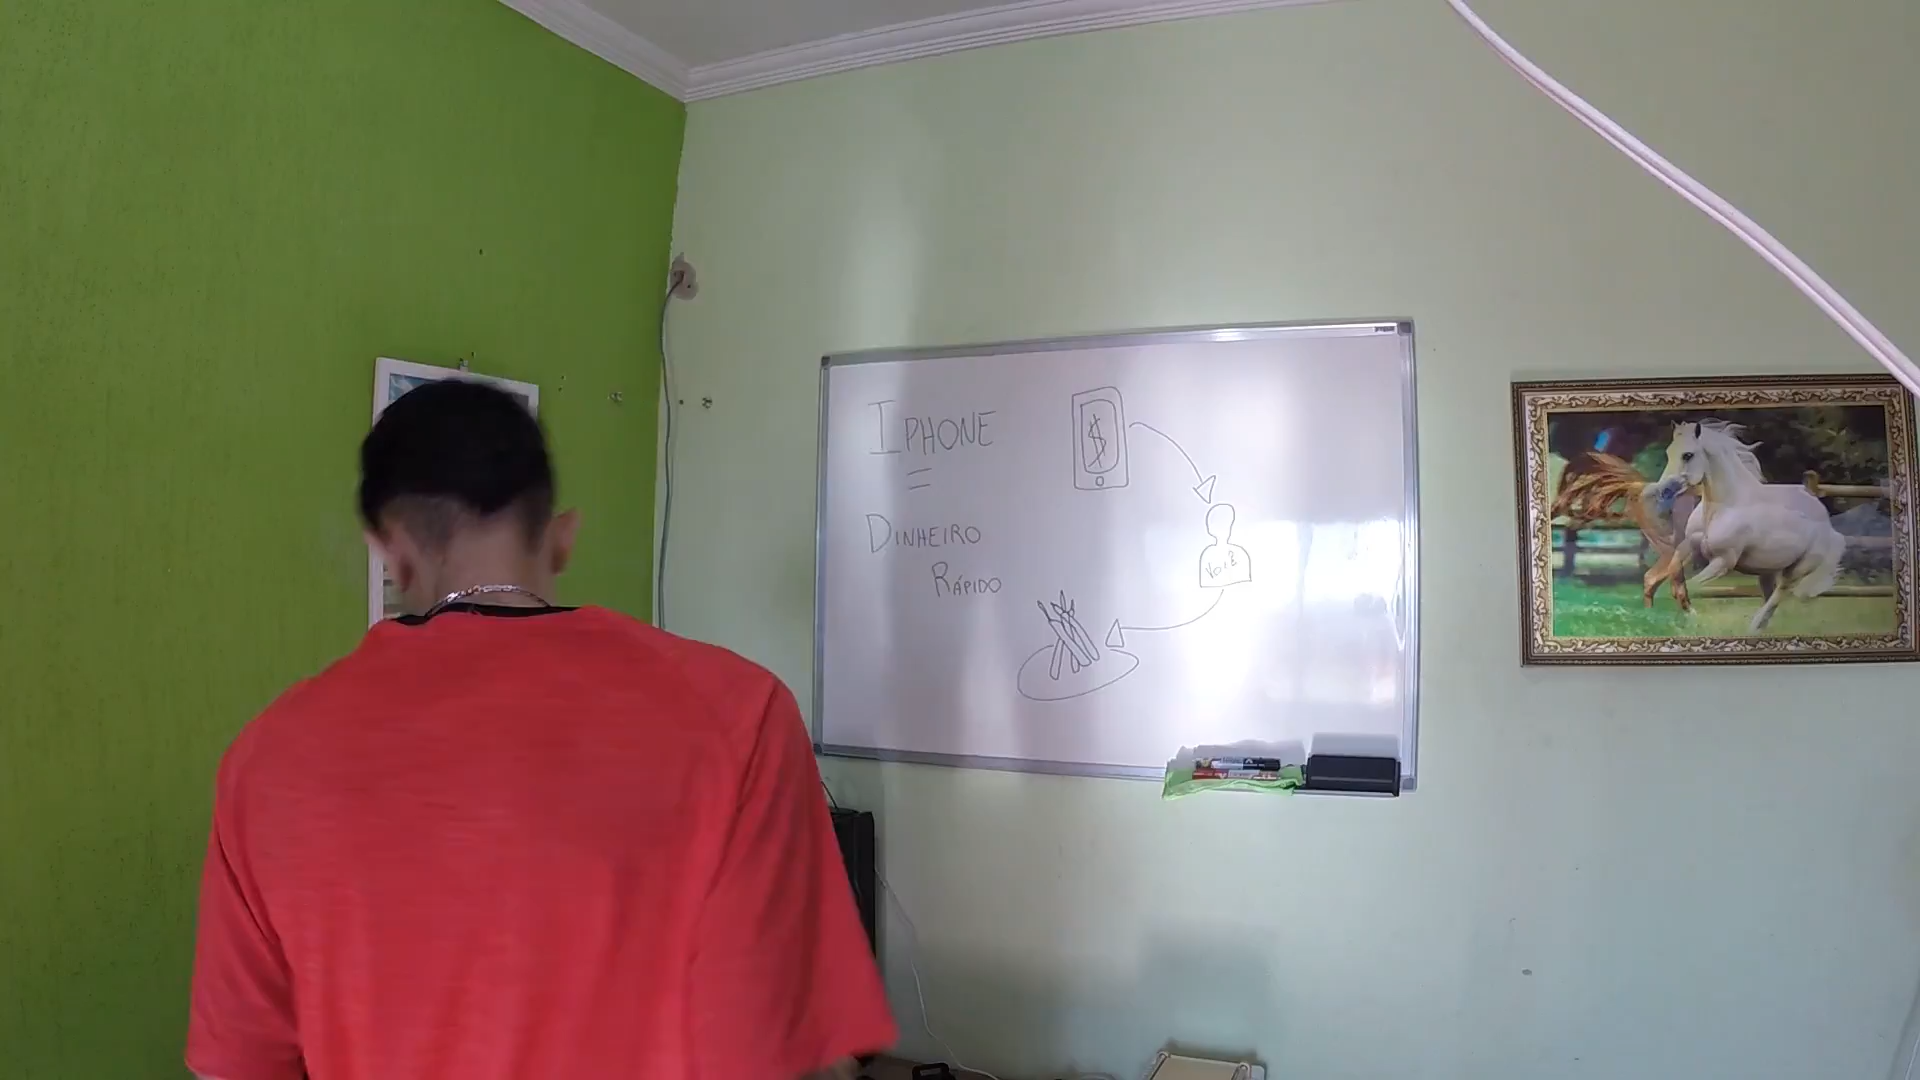 IPHONE
=
DINHEIRO
RÁPIDO
$
VOCÊ